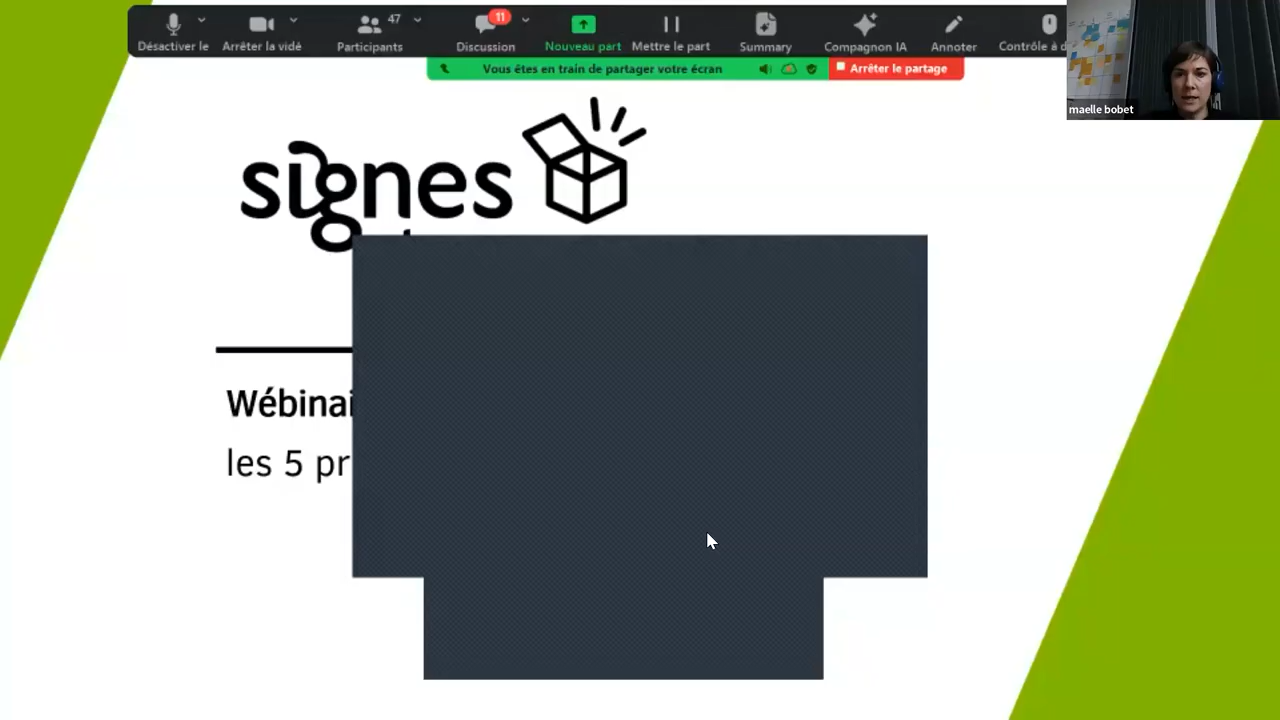 47
11
Désactiver le
Arrêter la vidé
Participants
Discussion
Nouveau part
Mettre le part
Summary
Compagnon IA
Annoter
Contrôle à d
Vous êtes en train de partager votre écran
Arrêter le partage
maelle bobet
signes
Wébinai
les 5 pr